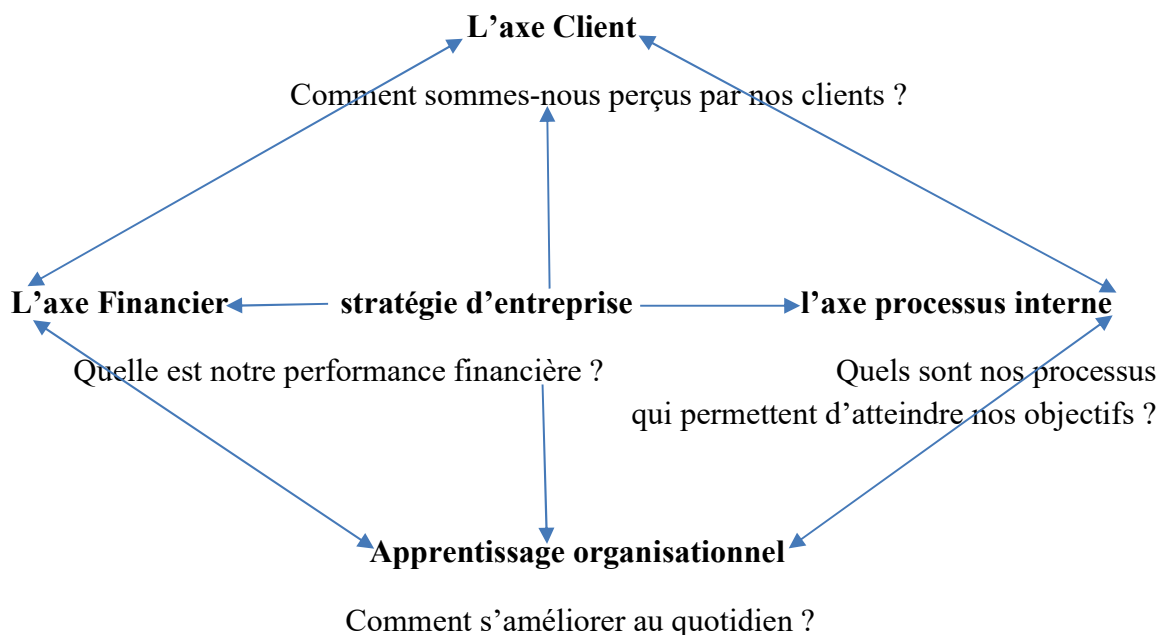 L’axe Client
Comment sommes-nous perçus par nos clients ?
L’axe Financier stratégie d’entreprise l’axe processus interne
Quelle est notre performance financière ? Quels sont nos processus
qui permettent d’atteindre nos objectifs ?
Apprentissage organisationnel
Comment s’améliorer au quotidien ?